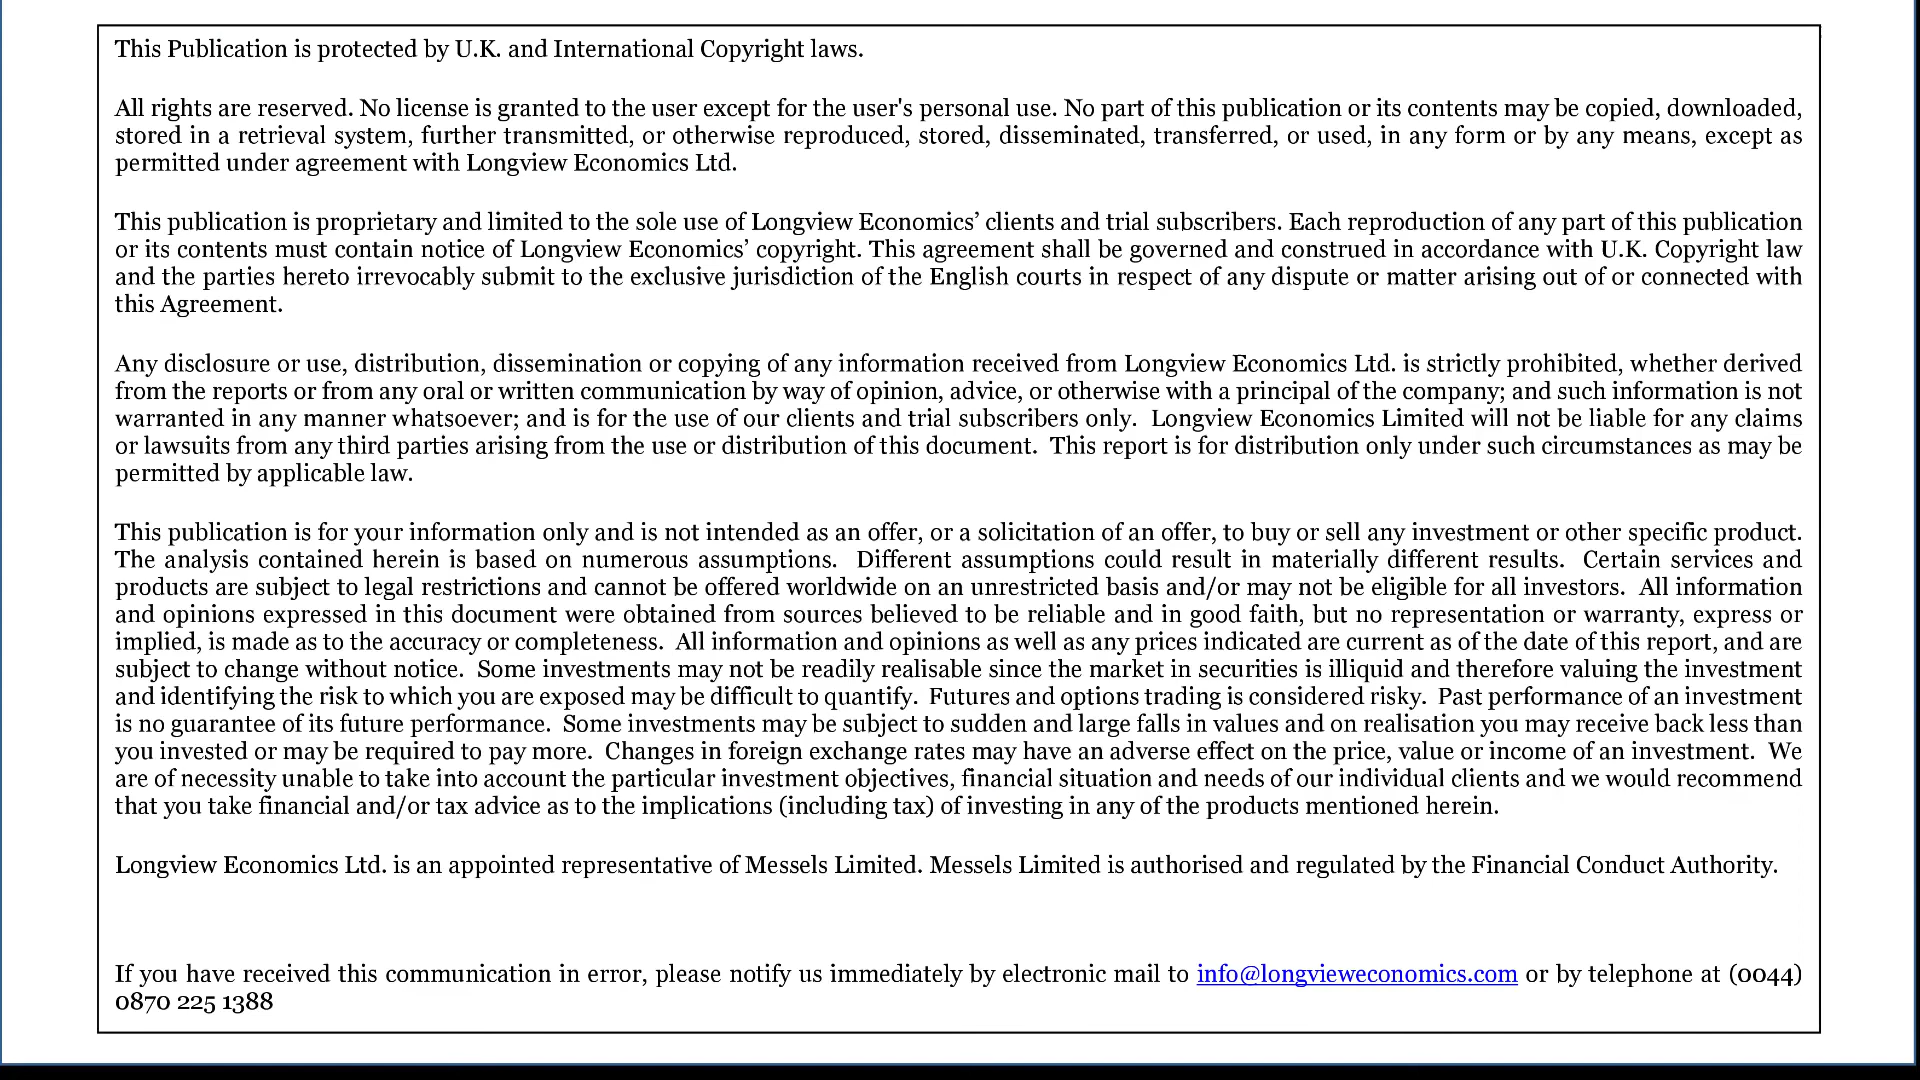 This Publication is protected by U.K. and International Copyright laws.
All rights are reserved. No license is granted to the user except for the user's personal use. No part of this publication or its contents may be copied, downloaded,
stored in a retrieval system, further transmitted, or otherwise reproduced, stored, disseminated, transferred, or used, in any form or by any means, except as
permitted under agreement with Longview Economics Ltd.
This publication is proprietary and limited to the sole use of Longview Economics’ clients and trial subscribers. Each reproduction of any part of this publication
or its contents must contain notice of Longview Economics’ copyright. This agreement shall be governed and construed in accordance with U.K. Copyright law
and the parties hereto irrevocably submit to the exclusive jurisdiction of the English courts in respect of any dispute or matter arising out of or connected with
this Agreement.
Any disclosure or use, distribution, dissemination or copying of any information received from Longview Economics Ltd. is strictly prohibited, whether derived
from the reports or from any oral or written communication by way of opinion, advice, or otherwise with a principal of the company; and such information is not
warranted in any manner whatsoever; and is for the use of our clients and trial subscribers only.  Longview Economics Limited will not be liable for any claims
or lawsuits from any third parties arising from the use or distribution of this document.  This report is for distribution only under such circumstances as may be
permitted by applicable law.
This publication is for your information only and is not intended as an offer, or a solicitation of an offer, to buy or sell any investment or other specific product.
The analysis contained herein is based on numerous assumptions.  Different assumptions could result in materially different results.  Certain services and
products are subject to legal restrictions and cannot be offered worldwide on an unrestricted basis and/or may not be eligible for all investors.  All information
and opinions expressed in this document were obtained from sources believed to be reliable and in good faith, but no representation or warranty, express or
implied, is made as to the accuracy or completeness.  All information and opinions as well as any prices indicated are current as of the date of this report, and are
subject to change without notice.  Some investments may not be readily realisable since the market in securities is illiquid and therefore valuing the investment
and identifying the risk to which you are exposed may be difficult to quantify.  Futures and options trading is considered risky.  Past performance of an investment
is no guarantee of its future performance.  Some investments may be subject to sudden and large falls in values and on realisation you may receive back less than
you invested or may be required to pay more.  Changes in foreign exchange rates may have an adverse effect on the price, value or income of an investment.  We
are of necessity unable to take into account the particular investment objectives, financial situation and needs of our individual clients and we would recommend
that you take financial and/or tax advice as to the implications (including tax) of investing in any of the products mentioned herein.
Longview Economics Ltd. is an appointed representative of Messels Limited. Messels Limited is authorised and regulated by the Financial Conduct Authority.
If you have received this communication in error, please notify us immediately by electronic mail to info@longvieweconomics.com or by telephone at (0044)
0870 225 1388